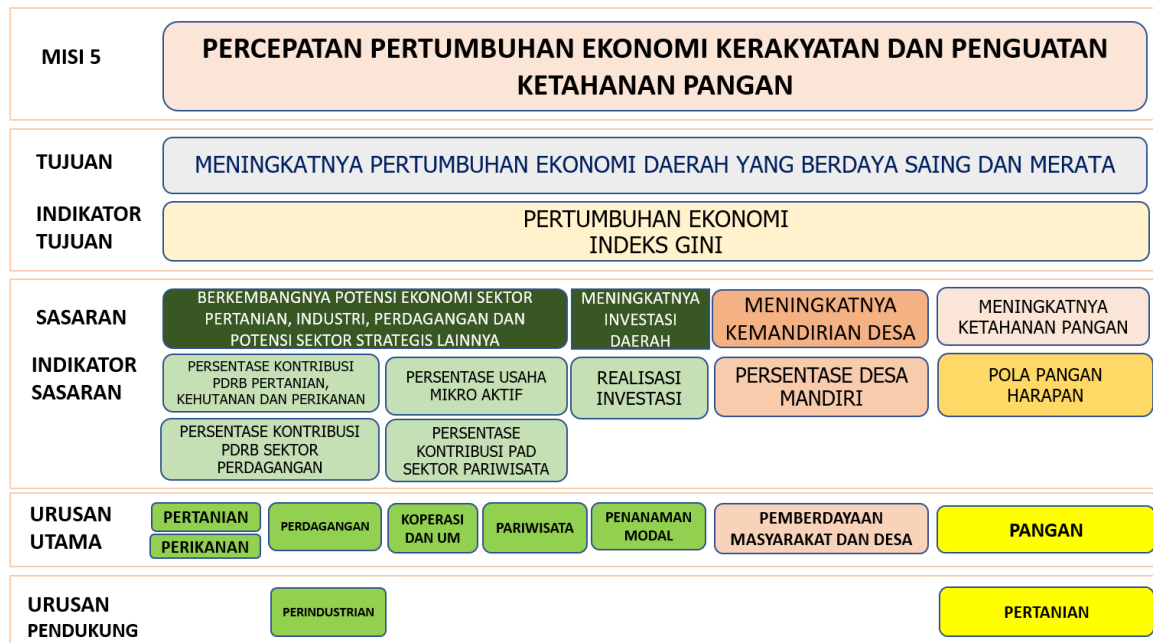 MISI 5
PERCEPATAN PERTUMBUHAN EKONOMI KERAKYATAN DAN PENGUATAN
KETAHANAN PANGAN
TUJUAN
MENINGKATNYA PERTUMBUHAN EKONOMI DAERAH YANG BERDAYA SAING DAN MERATA
INDIKATOR
TUJUAN
PERTUMBUHAN EKONOMI
INDEKS GINI
SASARAN
BERKEMBANGNYA POTENSI EKONOMI SEKTOR
PERTANIAN, INDUSTRI, PERDAGANGAN DAN
POTENSI SEKTOR STRATEGIS LAINNYA
MENINGKATNYA
INVESTASI
DAERAH
MENINGKATNYA
KEMANDIRIAN DESA
MENINGKATNYA
KETAHANAN PANGAN
INDIKATOR
SASARAN
PERSENTASE KONTRIBUSI
PDRB PERTANIAN,
KEHUTANAN DAN PERIKANAN
PERSENTASE USAHA
MIKRO AKTIF
REALISASI
INVESTASI
PERSENTASE DESA
MANDIRI
POLA PANGAN
HARAPAN
PERSENTASE KONTRIBUSI
PDRB SEKTOR
PERDAGANGAN
PERSENTASE
KONTRIBUSI PAD
SEKTOR PARIWISATA
URUSAN
UTAMA
PERTANIAN
PERIKANAN
PERDAGANGAN
KOPERASI
DAN UM
PARIWISATA
PENANAMAN
MODAL
PEMBERDAYAAN
MASYARAKAT DAN DESA
PANGAN
URUSAN
PENDUKUNG
PERINDUSTRIAN
PERTANIAN